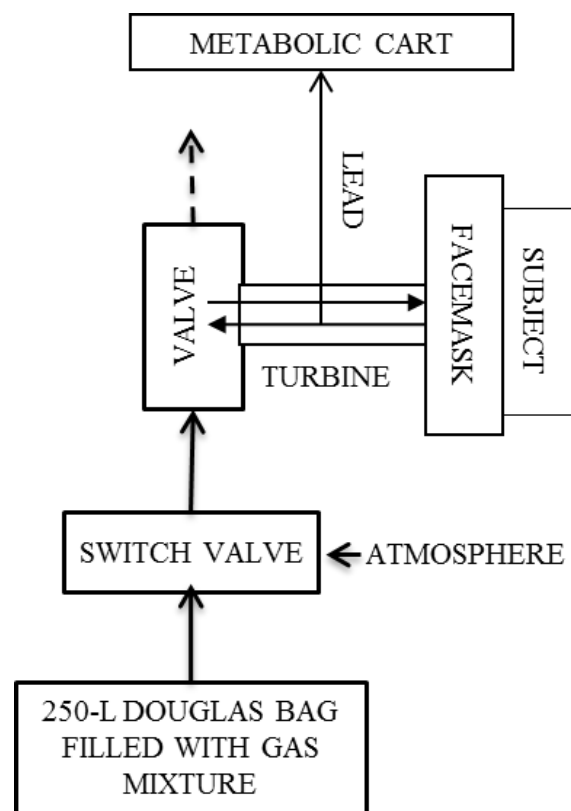 METABOLIC CART
LEAD
VALVE
FACEMASK
SUBJECT
TURBINE
SWITCH VALVE
ATMOSPHERE
250-L DOUGLAS BAG
FILLED WITH GAS
MIXTURE